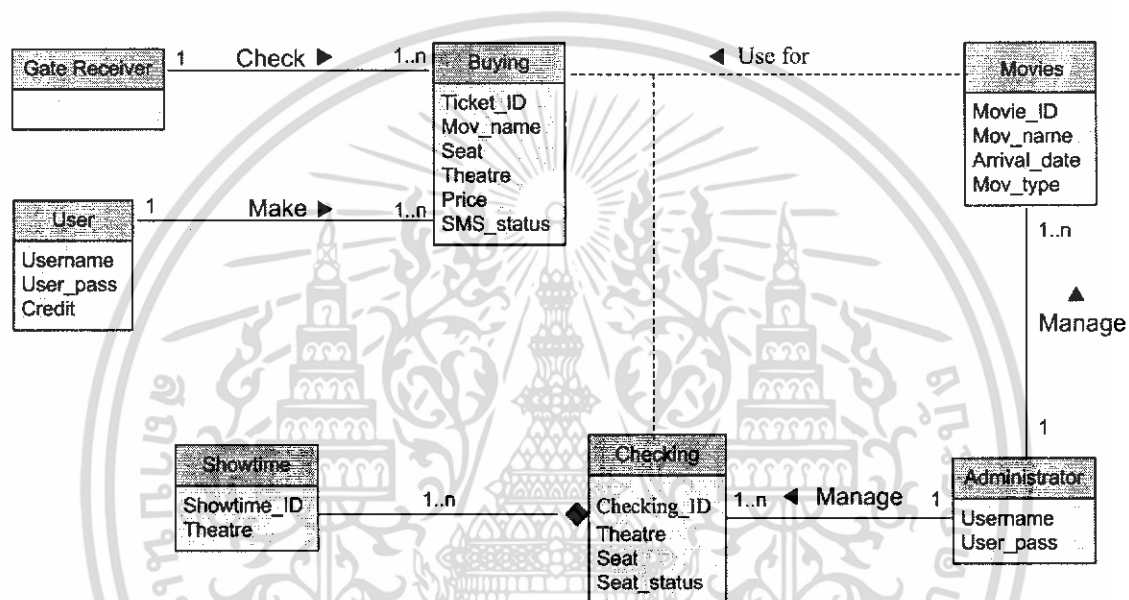 Gate Receiver
1 Check ▶ 1..n
Buying
Ticket_ID
Mov_name
Seat
Theatre
Price
SMS_status
◀ Use for
Movies
Movie_ID
Mov_name
Arrival_date
Mov_type
User
Username
User_pass
Credit
1 Make ▶ 1..n
1..n
▲
Manage
1
Showtime
Showtime_ID
Theatre
1..n
Checking
Checking_ID
Theatre
Seat
Seat_status
1..n ◀ Manage 1
Administrator
Username
User_pass